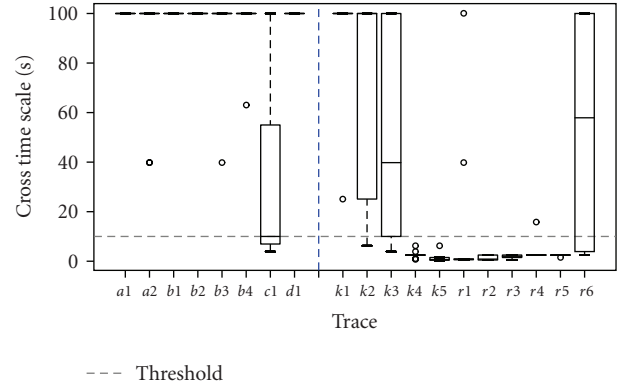 100
80
60
40
20
0
Cross time scale (s)
a1 a2 b1 b2 b3 b4 c1 d1 k1 k2 k3 k4 k5 r1 r2 r3 r4 r5 r6
Trace
Threshold